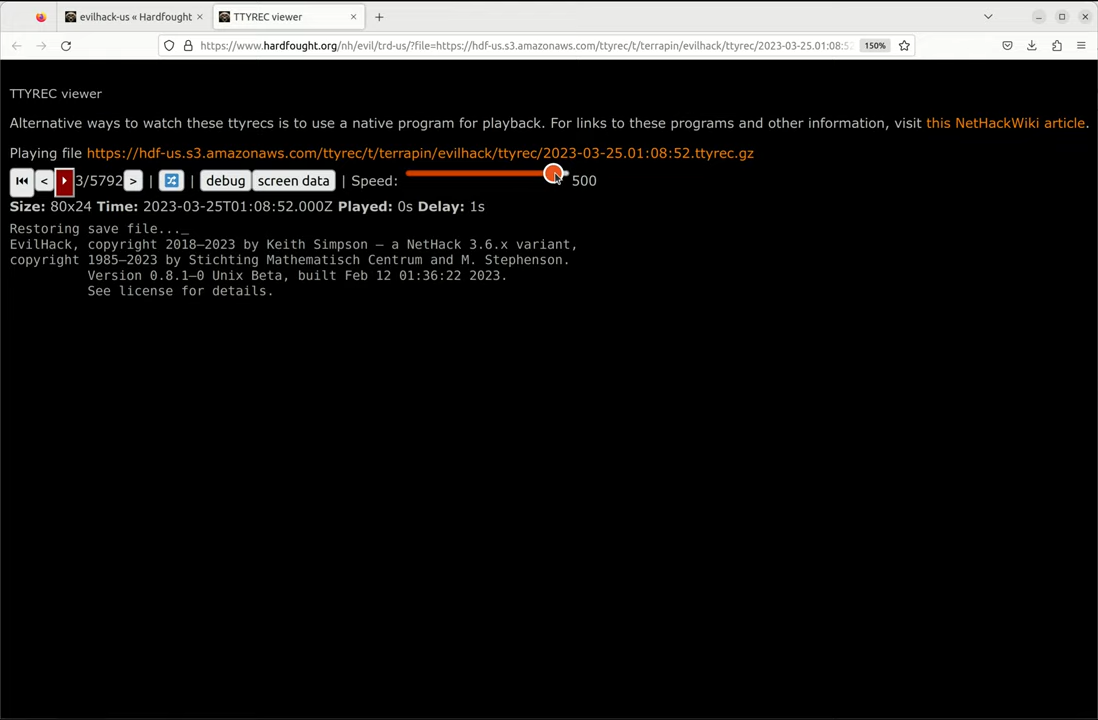 evilhack-us « Hardfought
TTYREC viewer
https://www.hardfought.org/nh/evil/trd-us/?file=https://hdf-us.s3.amazonaws.com/ttyrec/t/terrapin/evilhack/ttyrec/2023-03-25.01:08:52
150%
TTYREC viewer
Alternative ways to watch these ttyrecs is to use a native program for playback. For links to these programs and other information, visit this NetHackWiki article.
Playing file https://hdf-us.s3.amazonaws.com/ttyrec/t/terrapin/evilhack/ttyrec/2023-03-25.01:08:52.ttyrec.gz
< 3/5792 > | | debug screen data | Speed: 500
Size: 80x24 Time: 2023-03-25T01:08:52.000Z Played: 0s Delay: 1s
Restoring save file..._
EvilHack, copyright 2018–2023 by Keith Simpson — a NetHack 3.6.x variant,
copyright 1985–2023 by Stichting Mathematisch Centrum and M. Stephenson.
Version 0.8.1–0 Unix Beta, built Feb 12 01:36:22 2023.
See license for details.